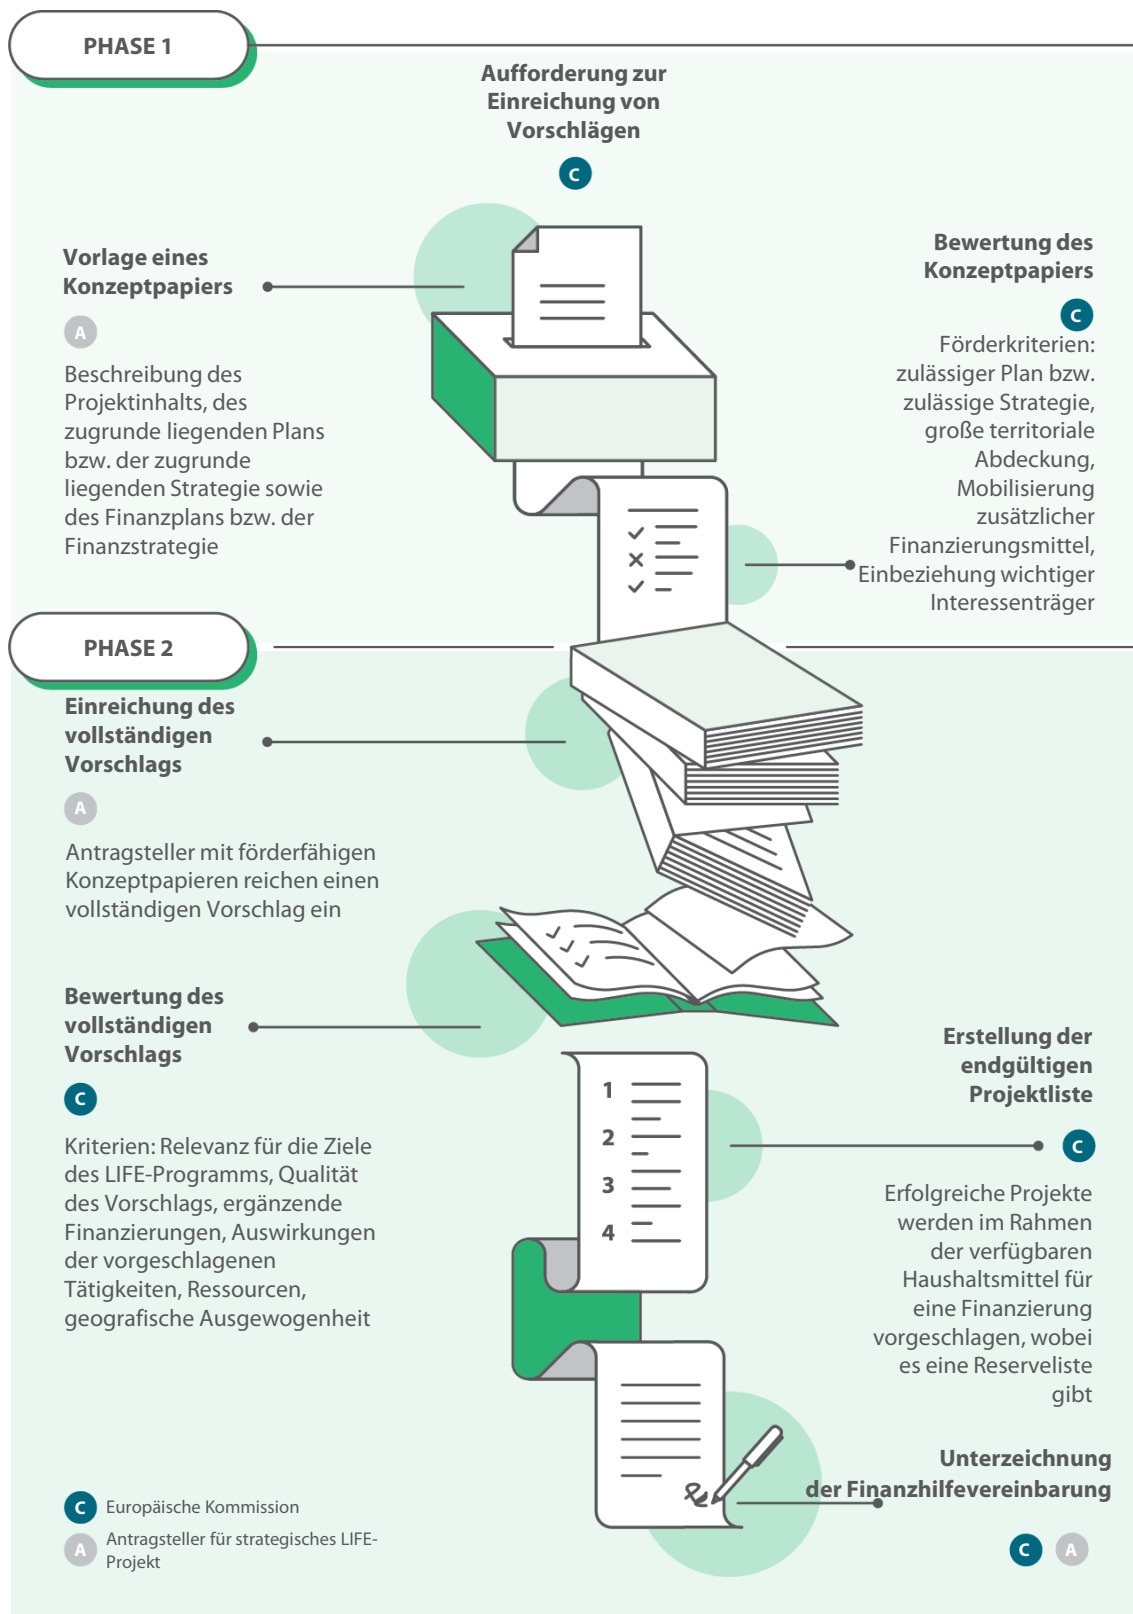 PHASE 1
Aufforderung zur
Einreichung von
Vorschlägen
C
Vorlage eines
Konzeptpapiers
A
Beschreibung des
Projektinhalts, des
zugrunde liegenden Plans
bzw. der zugrunde
liegenden Strategie sowie
des Finanzplans bzw. der
Finanzstrategie
Bewertung des
Konzeptpapiers
C
Förderkriterien:
zulässiger Plan bzw.
zulässige Strategie,
große territoriale
Abdeckung,
Mobilisierung
zusätzlicher
Finanzierungsmittel,
Einbeziehung wichtiger
Interessenträger
PHASE 2
Einreichung des
vollständigen
Vorschlags
A
Antragsteller mit förderfähigen
Konzeptpapieren reichen einen
vollständigen Vorschlag ein
Bewertung des
vollständigen
Vorschlags
C
Kriterien: Relevanz für die Ziele
des LIFE-Programms, Qualität
des Vorschlags, ergänzende
Finanzierungen, Auswirkungen
der vorgeschlagenen
Tätigkeiten, Ressourcen,
geografische Ausgewogenheit
1
2
3
4
Erstellung der
endgültigen
Projektliste
C
Erfolgreiche Projekte
werden im Rahmen
der verfügbaren
Haushaltsmittel für
eine Finanzierung
vorgeschlagen, wobei
es eine Reserveliste
gibt
Unterzeichnung
der Finanzhilfevereinbarung
C A
C Europäische Kommission
A Antragsteller für strategisches LIFE-
Projekt